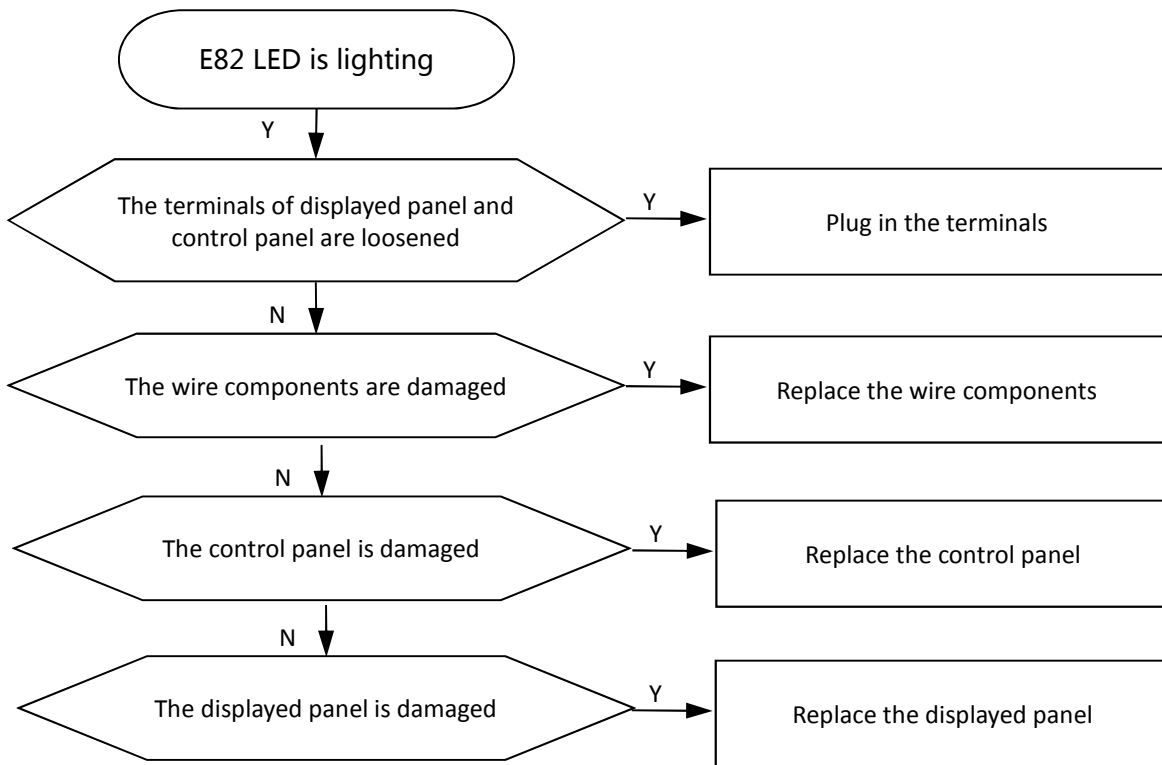 E82 LED is lighting
Y
The terminals of displayed panel and
control panel are loosened
Y
Plug in the terminals
N
The wire components are damaged
Y
Replace the wire components
N
The control panel is damaged
Y
Replace the control panel
N
The displayed panel is damaged
Y
Replace the displayed panel